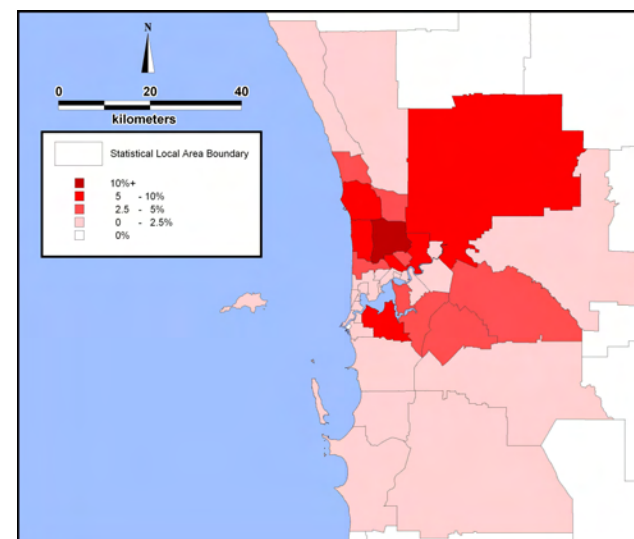 N
0 20 40
kilometers
Statistical Local Area Boundary
10%+
5 - 10%
2.5 - 5%
0 - 2.5%
0%